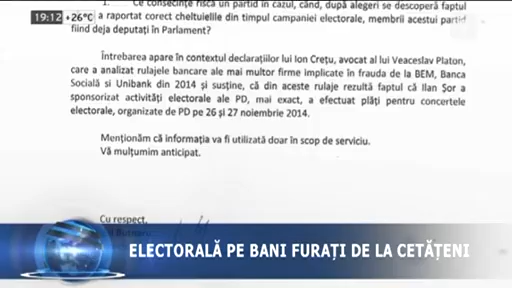 19:12 +26°C
1. Ce consecințe riscă un partid în cazul, când, după alegeri se descoperă faptul
a raportat corect cheltuielile din timpul campaniei electorale, membrii acestui partid
fiind deja deputați în Parlament?
Întrebarea apare în contextul declarațiilor lui Ion Crețu, avocat al lui Veaceslav Platon,
care a analizat rulajele bancare ale mai multor firme implicate în frauda de la BEM, Banca
Socială si Unibank din 2014 și susține, că din aceste rulaje rezultă faptul că Ilan Șor a
sponsorizat activități electorale ale PD, mai exact, a efectuat plăți pentru concertele
electorale, organizate de PD pe 26 și 27 noiembrie 2014.
Menționăm că informația va fi utilizată doar în scop de serviciu.
Vă mulțumim anticipat.
Cu respect,
ELECTORALĂ PE BANI FURAȚI DE LA CETĂȚENI